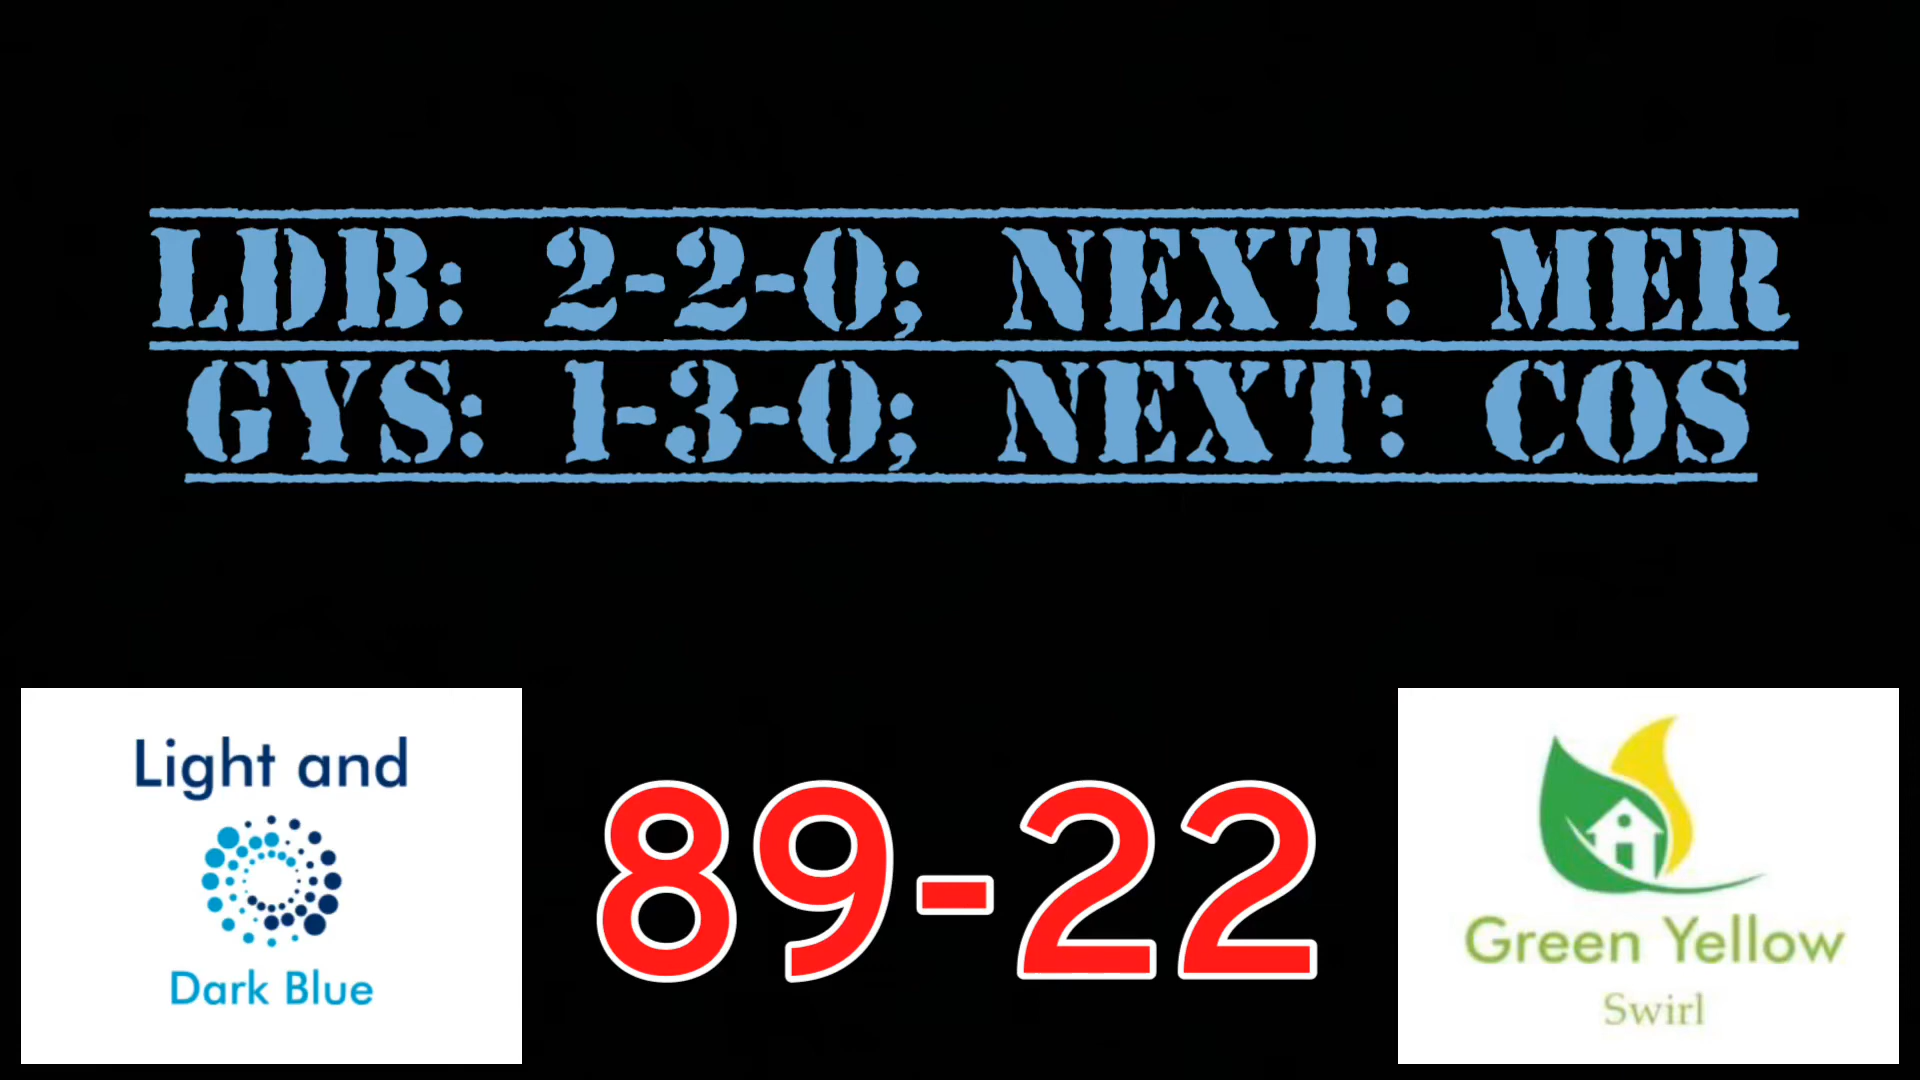 LDB: 2-2-0; NEXT: MER
GYS: 1-3-0; NEXT: COS
Light and
Dark Blue
89-22
Green Yellow
Swirl